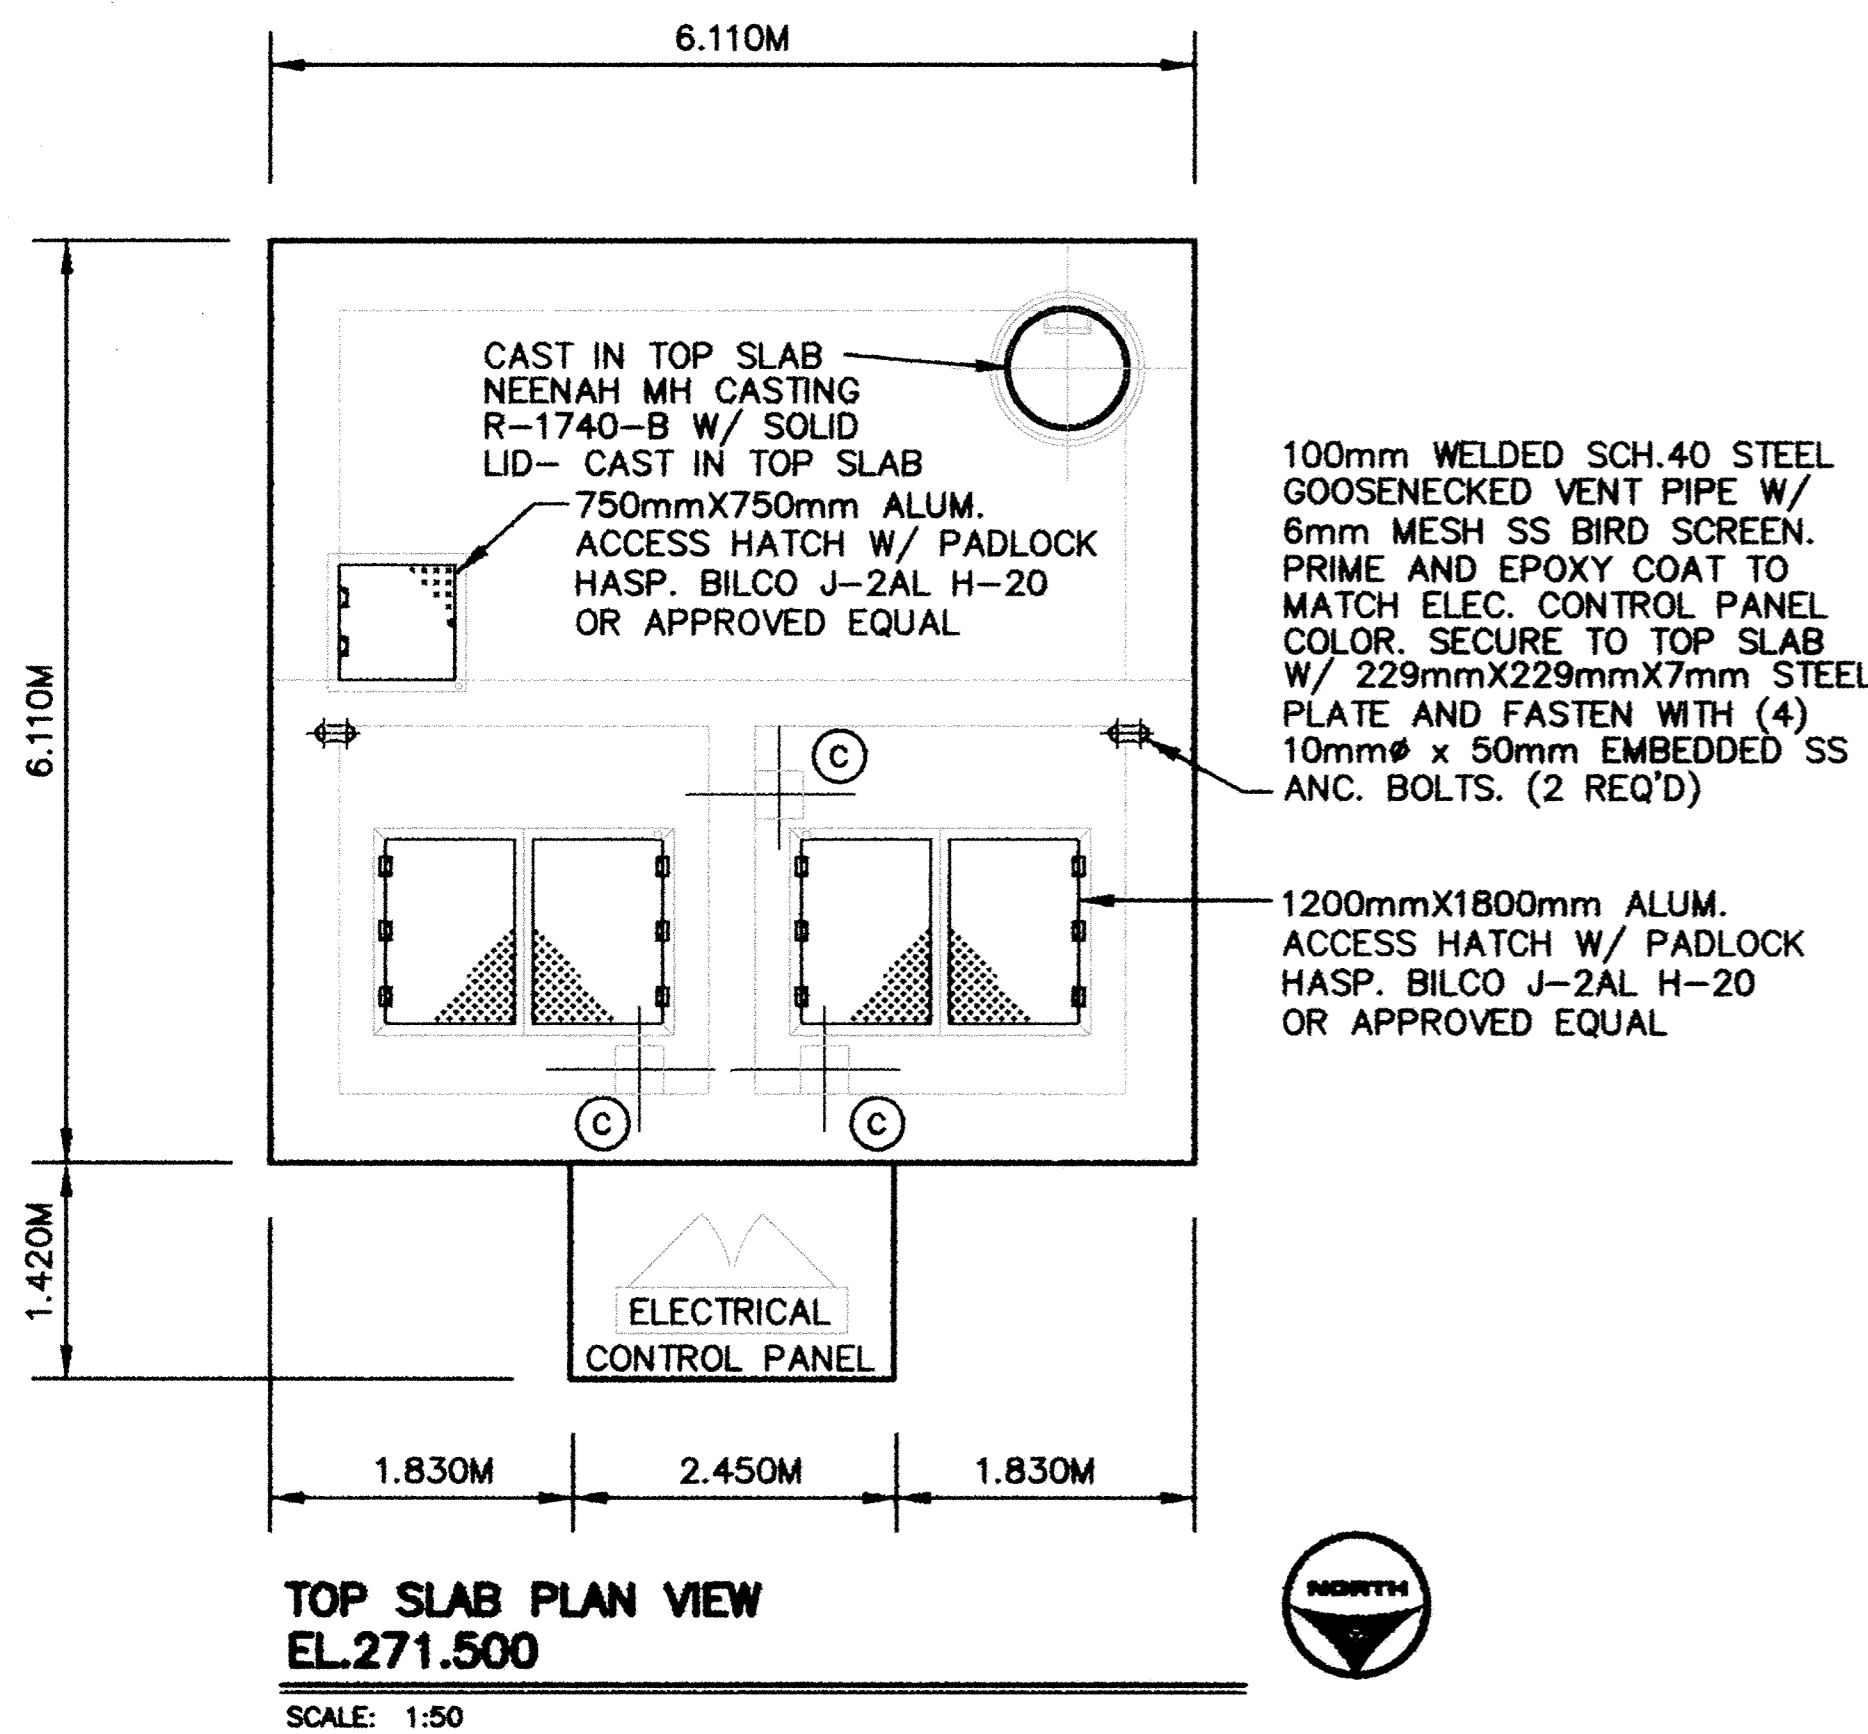 6.110M
CAST IN TOP SLAB
NEENAH MH CASTING
R-1740-B W/ SOLID
LID- CAST IN TOP SLAB
750mmX750mm ALUM.
ACCESS HATCH W/ PADLOCK
HASP. BILCO J-2AL H-20
OR APPROVED EQUAL
100mm WELDED SCH.40 STEEL
GOOSENECKED VENT PIPE W/
6mm MESH SS BIRD SCREEN.
PRIME AND EPOXY COAT TO
MATCH ELEC. CONTROL PANEL
COLOR. SECURE TO TOP SLAB
W/ 229mmX229mmX7mm STEEL
PLATE AND FASTEN WITH (4)
10mmø x 50mm EMBEDDED SS
ANC. BOLTS. (2 REQ'D)
6.110M
C
1200mmX1800mm ALUM.
ACCESS HATCH W/ PADLOCK
HASP. BILCO J-2AL H-20
OR APPROVED EQUAL
C
C
1.420M
ELECTRICAL
CONTROL PANEL
1.830M
2.450M
1.830M
TOP SLAB PLAN VIEW
EL.271.500
SCALE: 1:50
NORTH